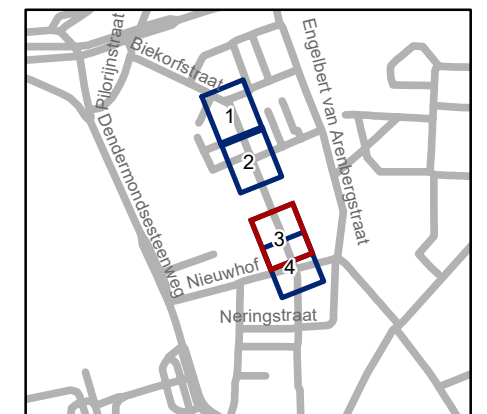 Pilorijnstraat
Biekorfstraat
Engelbert van Arenbergstraat
Dendermondsesteenweg
1
2
3
4
Nieuwhof
Neringstraat